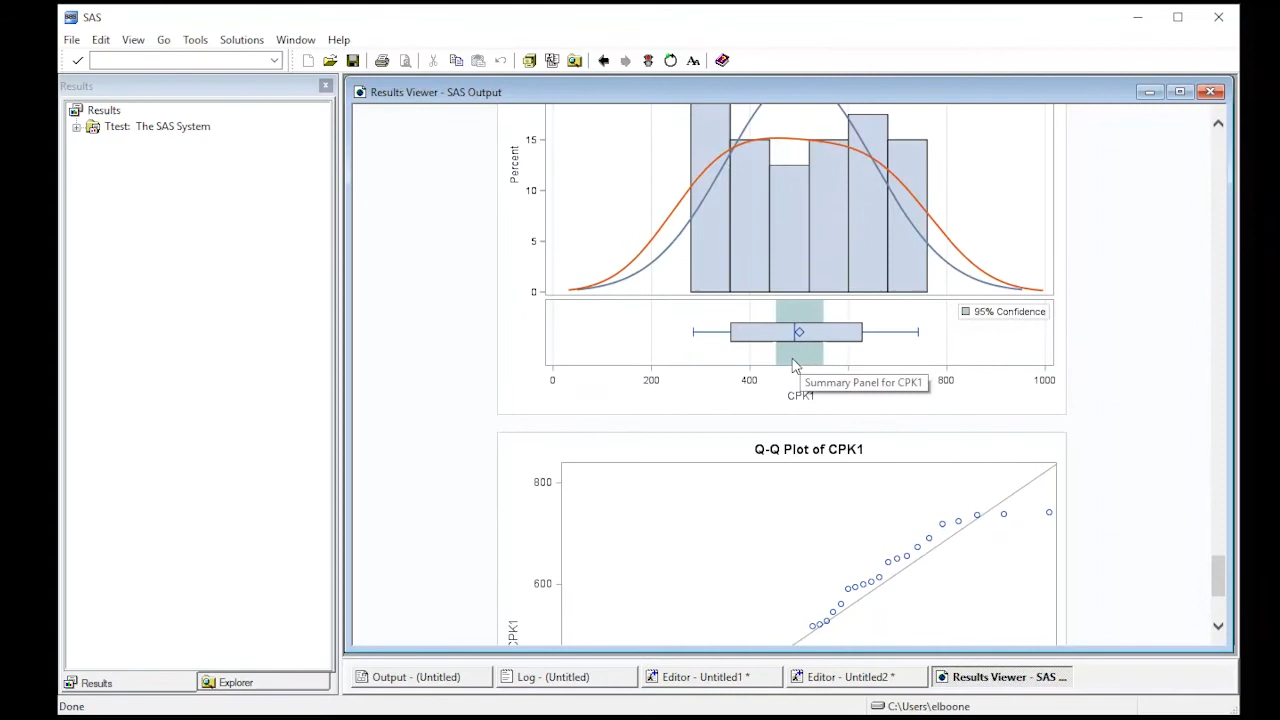 SAS
File Edit View Go Tools Solutions Window Help
Results
Results
Ttest: The SAS System
Results
Explorer
Results Viewer - SAS Output
Percent
15
10
5
0
95% Confidence
0 200 400 800 1000
Summary Panel for CPK1
CPK1
Q-Q Plot of CPK1
800
600
CPK1
Output - (Untitled) Log - (Untitled) Editor - Untitled1 * Editor - Untitled2 * Results Viewer - SAS ...
Done C:\Users\elboone